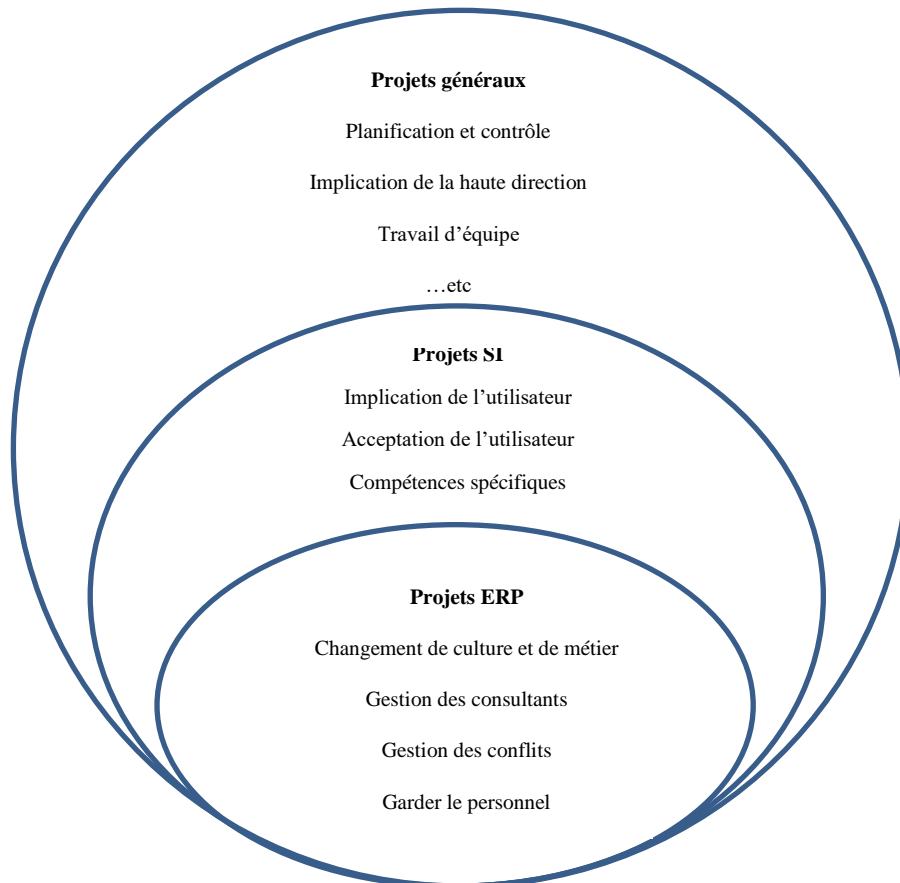 Projets généraux
Planification et contrôle
Implication de la haute direction
Travail d’équipe
…etc
Projets SI
Implication de l’utilisateur
Acceptation de l’utilisateur
Compétences spécifiques
Projets ERP
Changement de culture et de métier
Gestion des consultants
Gestion des conflits
Garder le personnel